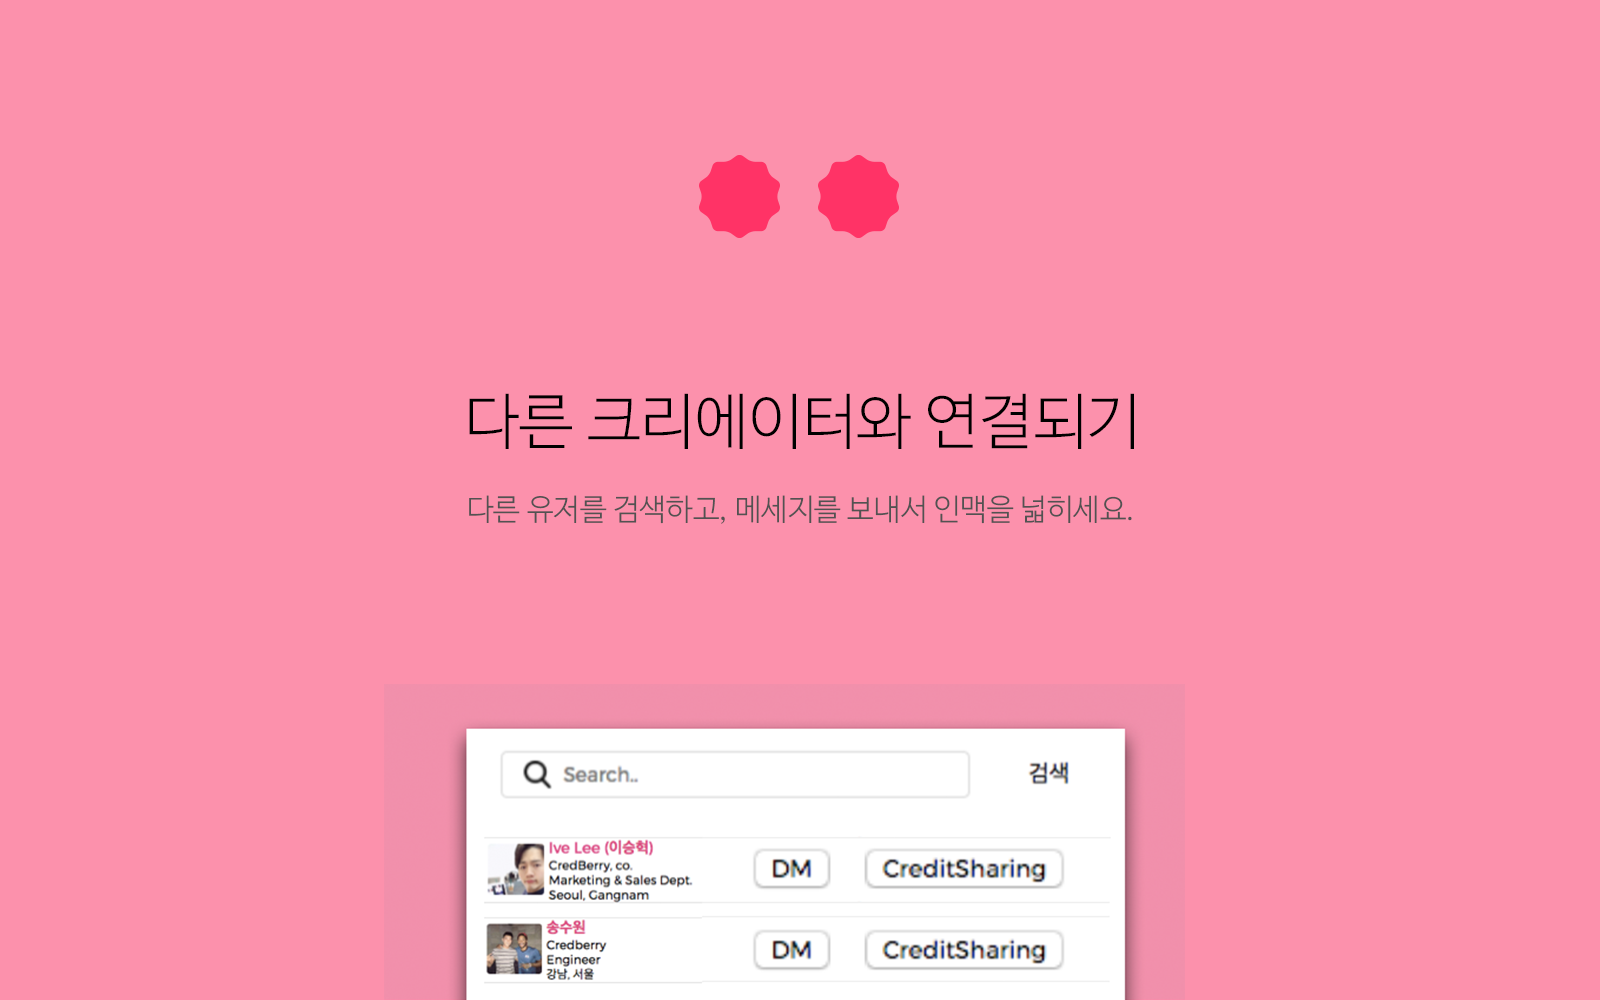 다른 크리에이터와 연결되기
다른 유저를 검색하고, 메세지를 보내서 인맥을 넓히세요.
Search.. 검색
Ive Lee (이승혁)
CredBerry, co.
Marketing & Sales Dept.
Seoul, Gangnam
DM CreditSharing
송수원
Credberry
Engineer
강남, 서울
DM CreditSharing